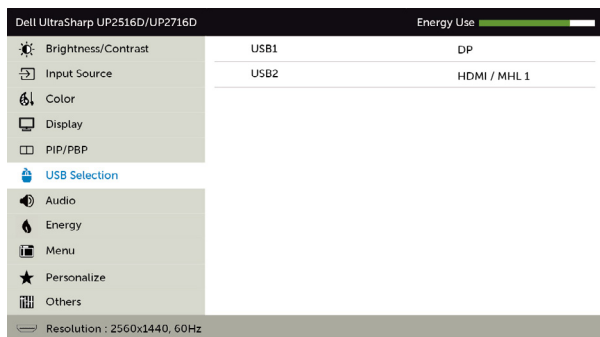 Dell UltraSharp UP2516D/UP2716D Energy Use
Brightness/Contrast USB1 DP
Input Source USB2 HDMI / MHL 1
Color
Display
PIP/PBP
USB Selection
Audio
Energy
Menu
Personalize
Others
Resolution : 2560x1440, 60Hz